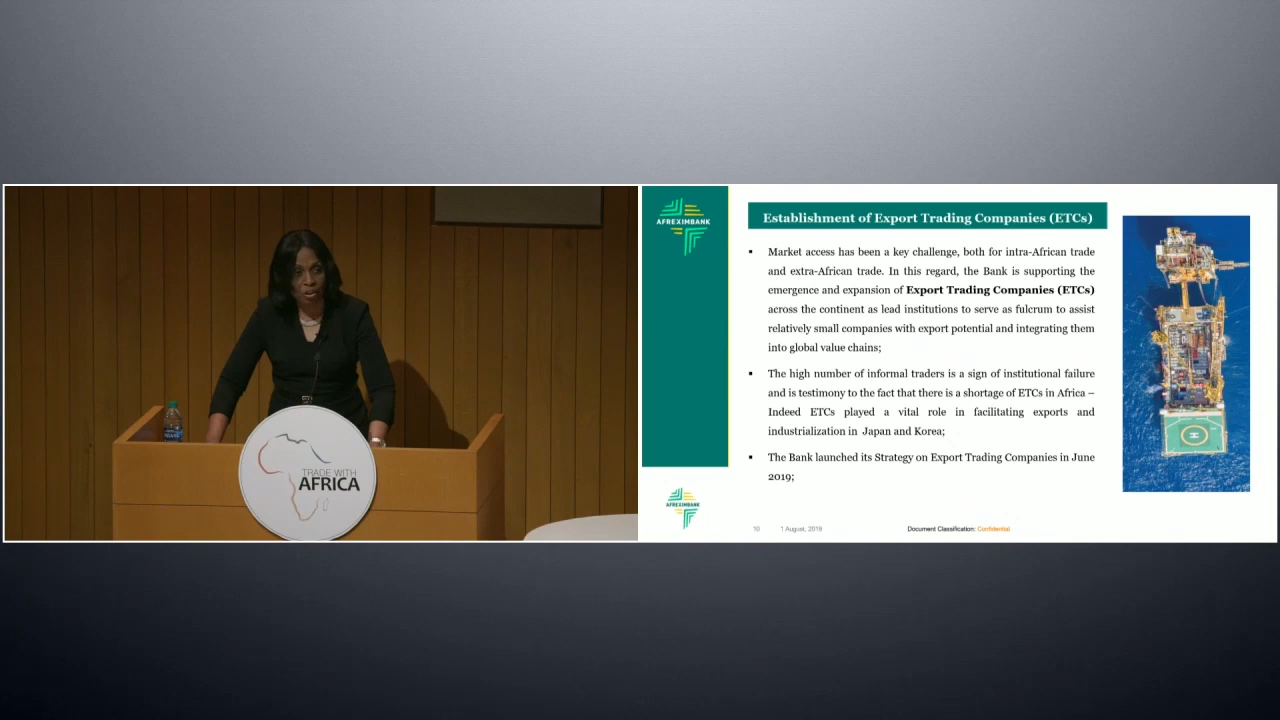 TRADE WITH
AFRICA
AFREXIMBANK
Establishment of Export Trading Companies (ETCs)
▪ Market access has been a key challenge, both for intra-African trade
and extra-African trade. In this regard, the Bank is supporting the
emergence and expansion of Export Trading Companies (ETCs)
across the continent as lead institutions to serve as fulcrum to assist
relatively small companies with export potential and integrating them
into global value chains;
▪ The high number of informal traders is a sign of institutional failure
and is testimony to the fact that there is a shortage of ETCs in Africa –
Indeed ETCs played a vital role in facilitating exports and
industrialization in Japan and Korea;
▪ The Bank launched its Strategy on Export Trading Companies in June
2019;
H
AFREXIMBANK
10 1 August, 2019 Document Classification: Confidential